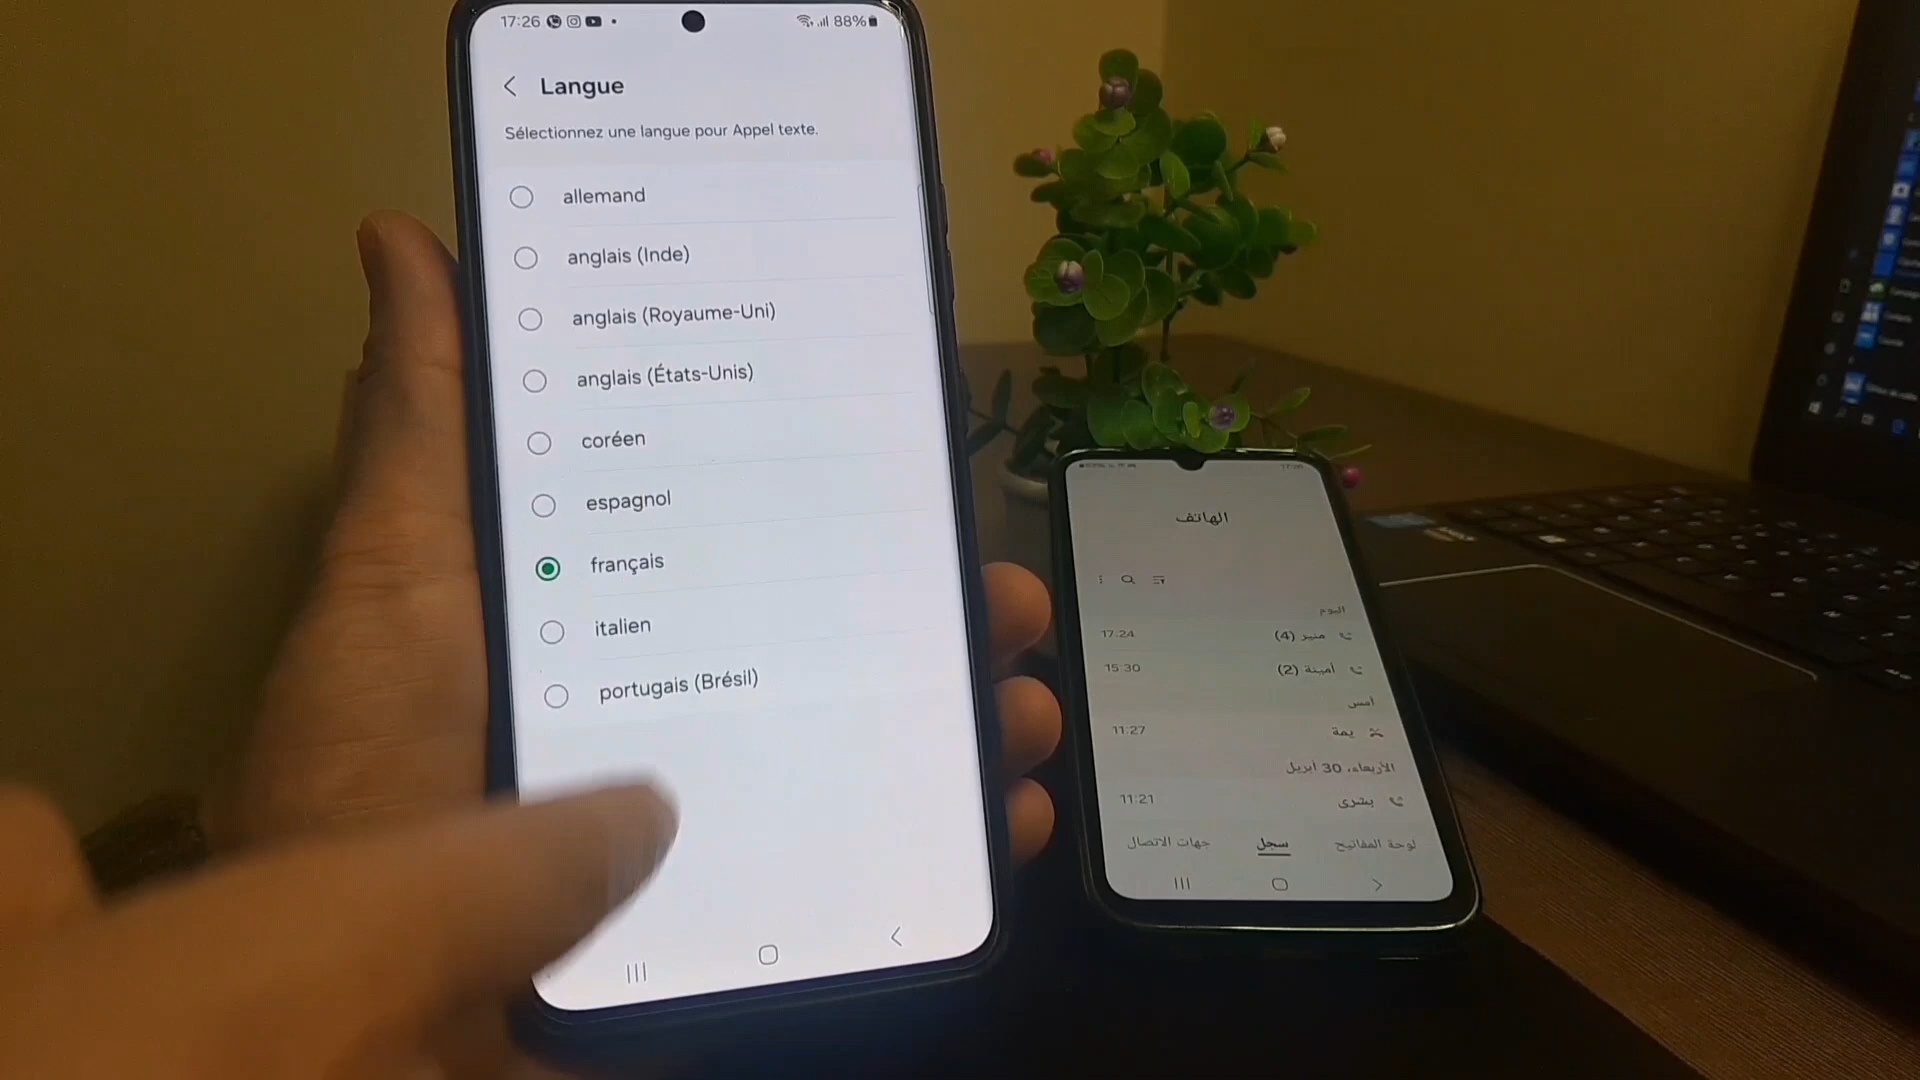 17:26
88%
Langue
Sélectionnez une langue pour Appel texte.
allemand
anglais (Inde)
anglais (Royaume-Uni)
anglais (États-Unis)
coréen
espagnol
français
italien
portugais (Brésil)
17:26
الهاتف
اليوم
منير (4) 17:24
أمينة (2) 15:30
أمس
يمة 11:27
الأربعاء، 30 أبريل
بشرى 11:21
لوحة المفاتيح سجل جهات الاتصال